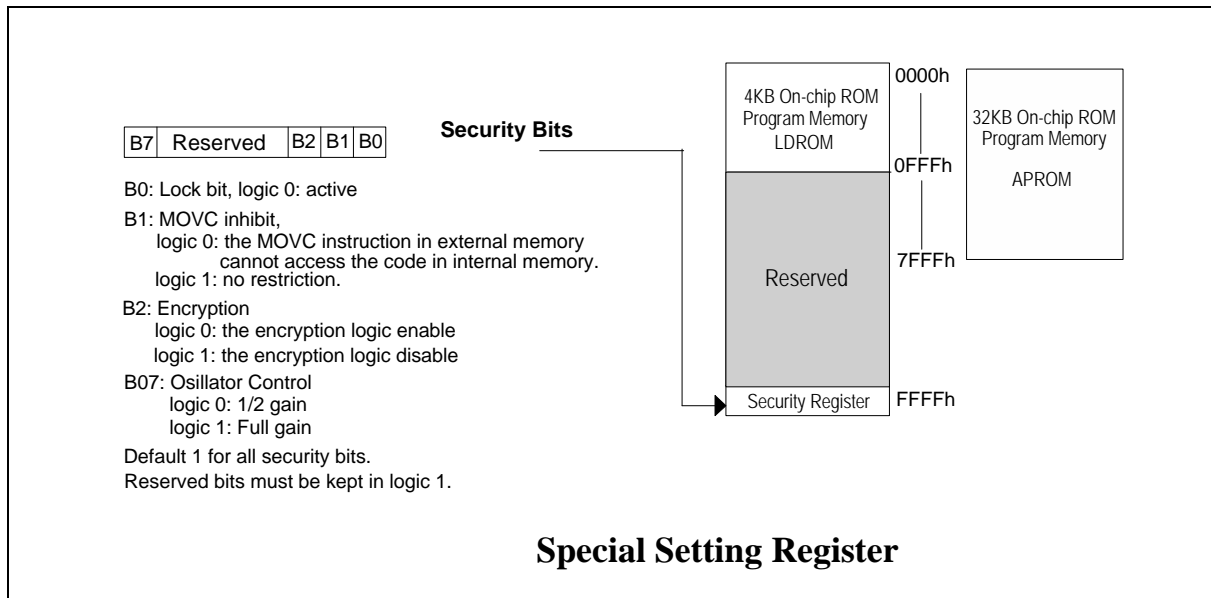 B7 Reserved B2 B1 B0
Security Bits
B0: Lock bit, logic 0: active
B1: MOVC inhibit,
logic 0: the MOVC instruction in external memory
cannot access the code in internal memory.
logic 1: no restriction.
B2: Encryption
logic 0: the encryption logic enable
logic 1: the encryption logic disable
B07: Osillator Control
logic 0: 1/2 gain
logic 1: Full gain
Default 1 for all security bits.
Reserved bits must be kept in logic 1.
4KB On-chip ROM
Program Memory
LDROM
Reserved
Security Register
0000h
0FFFh
7FFFh
FFFFh
32KB On-chip ROM
Program Memory
APROM
Special Setting Register